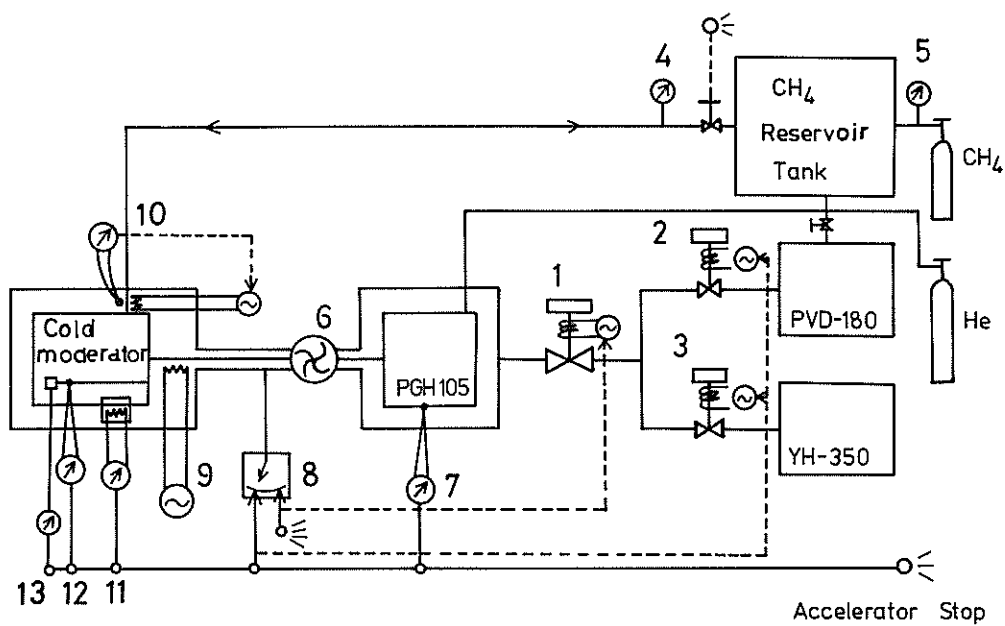 4
5
CH4
Reservoir
Tank
CH4
10
2
1
6
3
Cold
moderator
PGH105
PVD-180
He
YH-350
9
8
7
13
12
11
Accelerator Stop